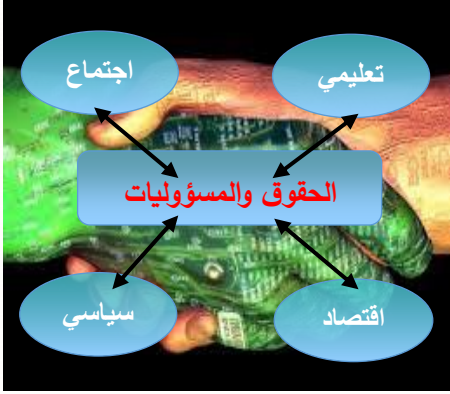 تعليمي
اجتماع
الحقوق والمسؤوليات
اقتصاد
سياسي